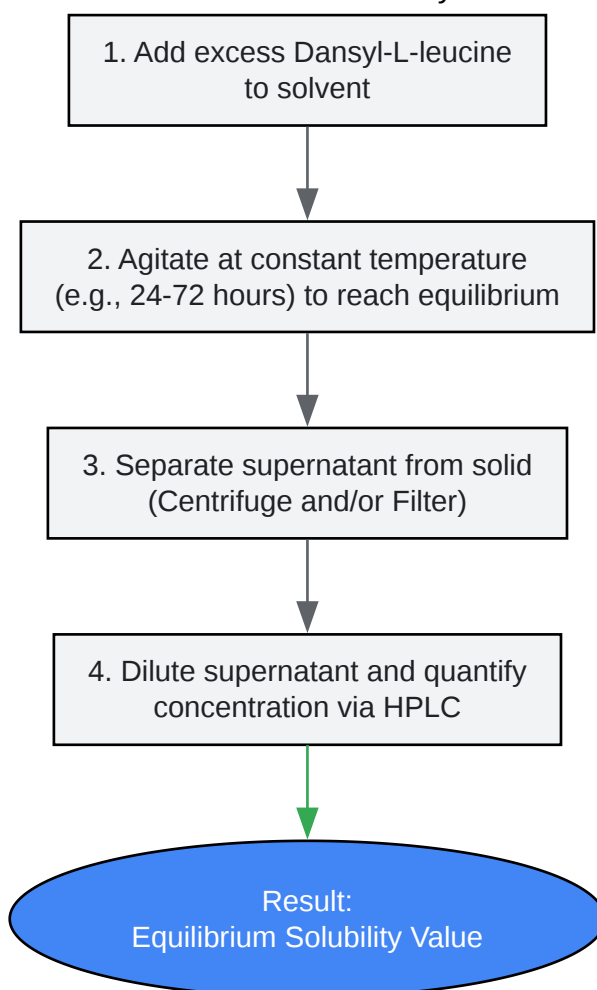 1. Add excess Dansyl-L-leucine
to solvent
2. Agitate at constant temperature
(e.g., 24-72 hours) to reach equilibrium
3. Separate supernatant from solid
(Centrifuge and/or Filter)
4. Dilute supernatant and quantify
concentration via HPLC
Result:
Equilibrium Solubility Value